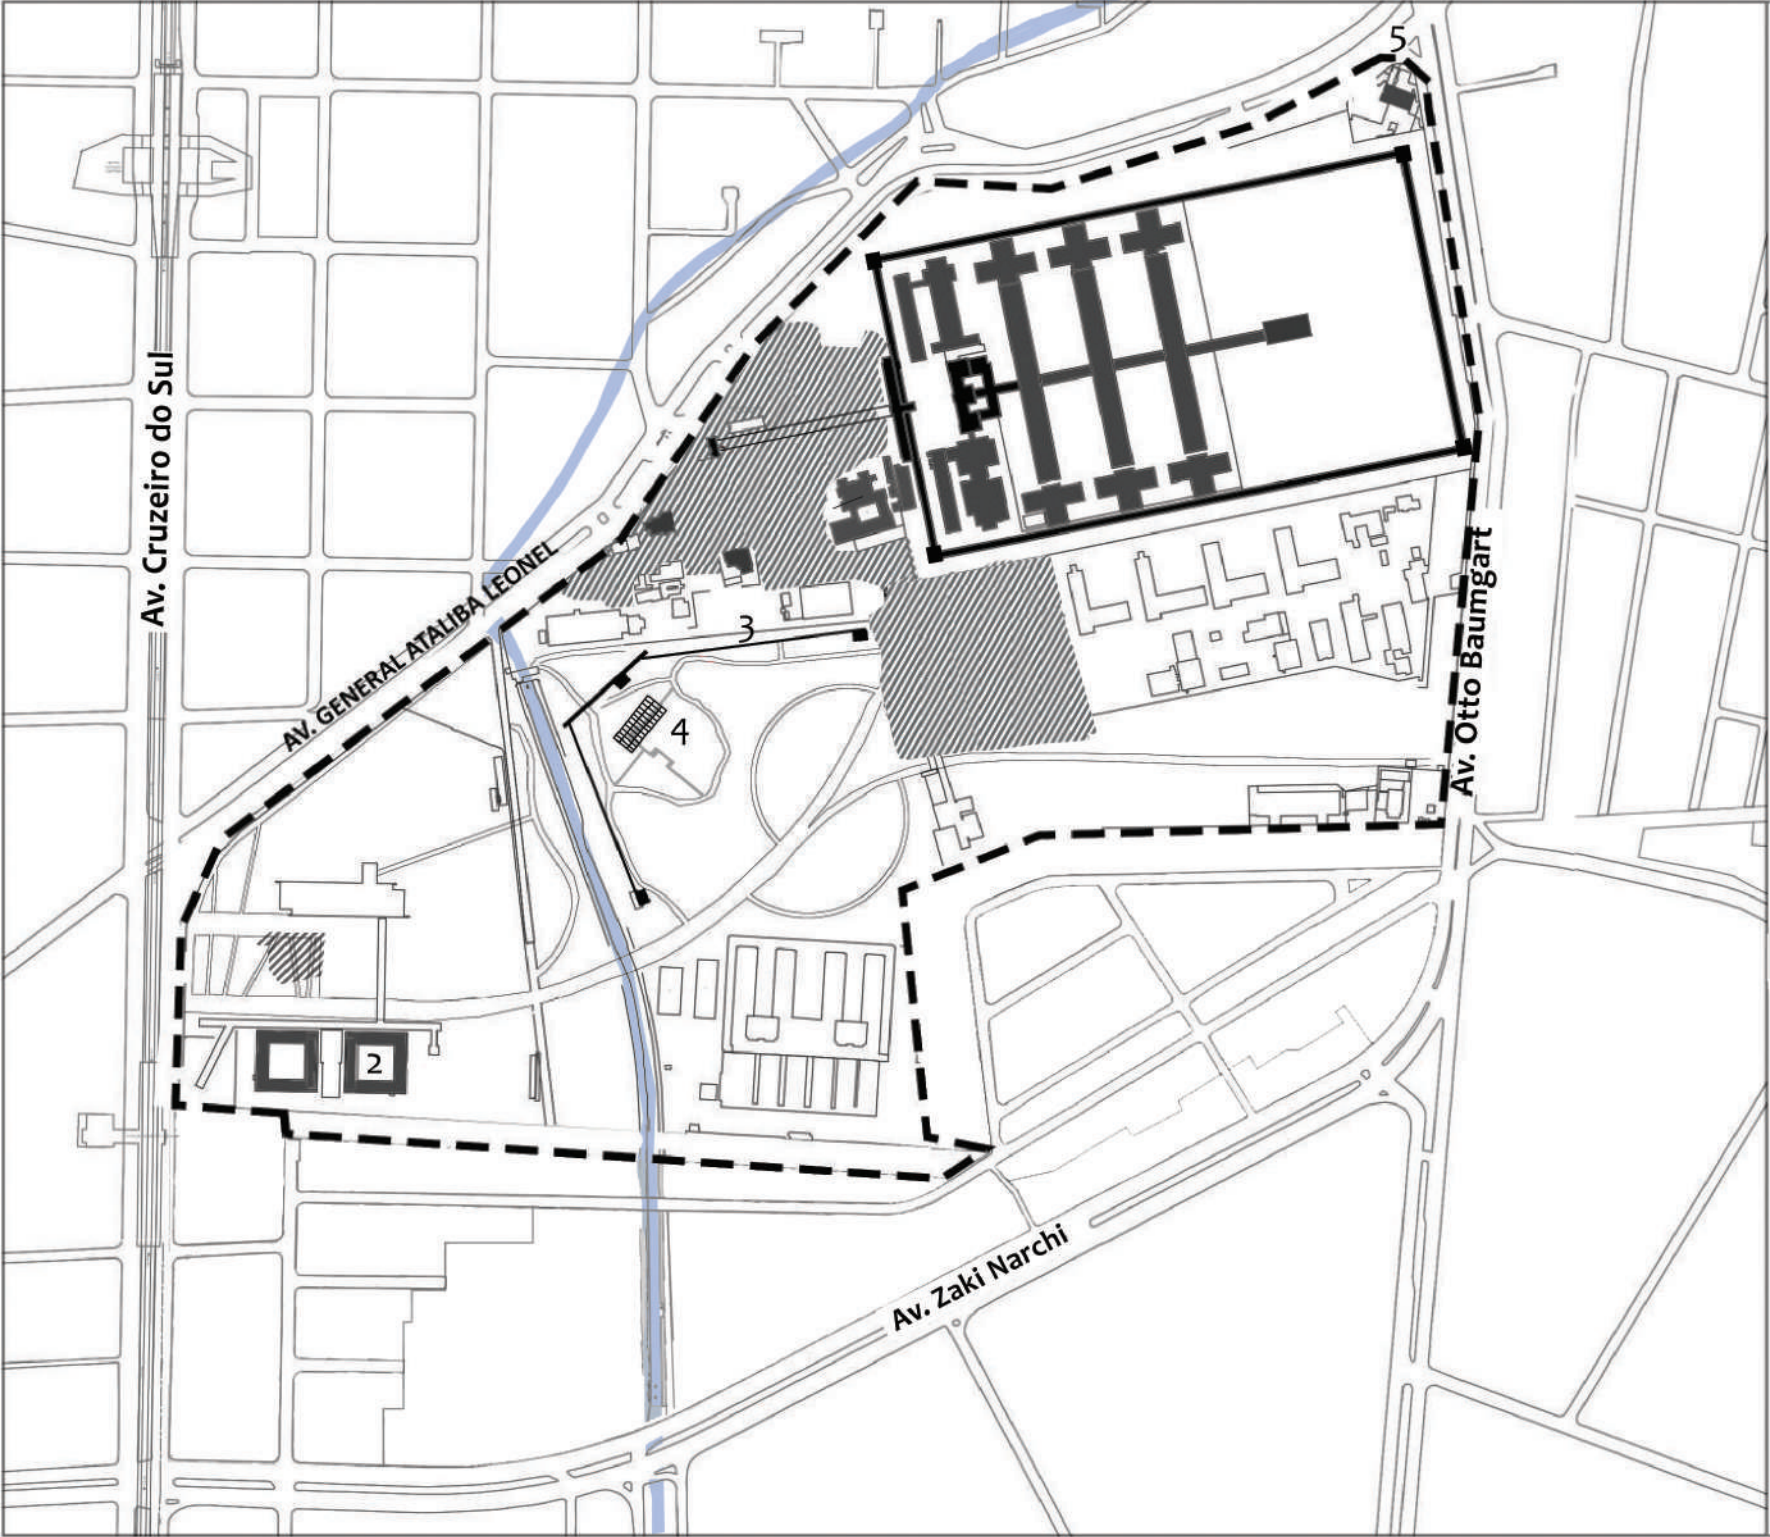 5
Av. Cruzeiro do Sul
AV. GENERAL ATALIBA LEONEL
3
4
Av. Otto Baumgart
2
Av. Zaki Narchi